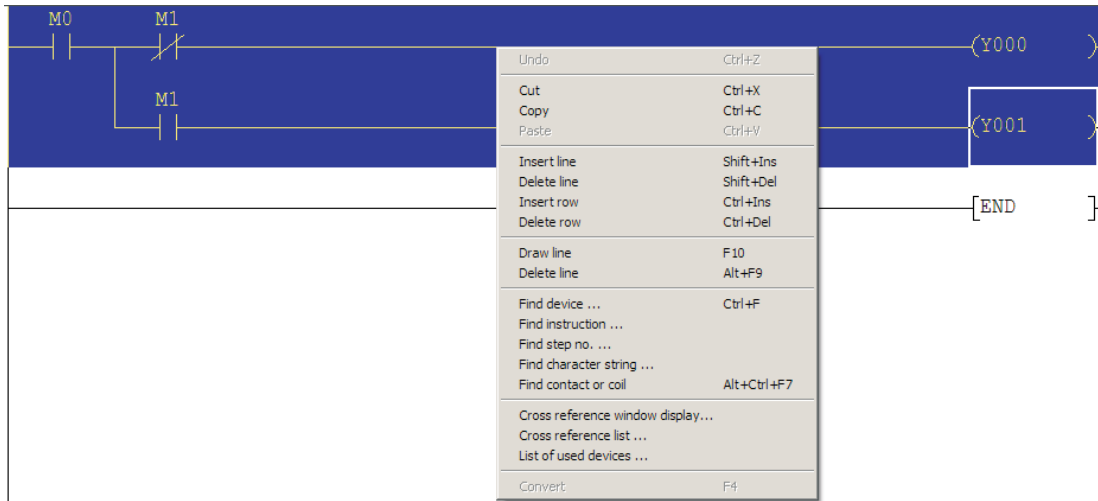 M0 M1
(Y000 )
M1
(Y001 )
[END ]
Undo Ctrl+Z
Cut Ctrl+X
Copy Ctrl+C
Paste Ctrl+V
Insert line Shift+Ins
Delete line Shift+Del
Insert row Ctrl+Ins
Delete row Ctrl+Del
Draw line F10
Delete line Alt+F9
Find device ... Ctrl+F
Find instruction ...
Find step no. ...
Find character string ...
Find contact or coil Alt+Ctrl+F7
Cross reference window display...
Cross reference list ...
List of used devices ...
Convert F4